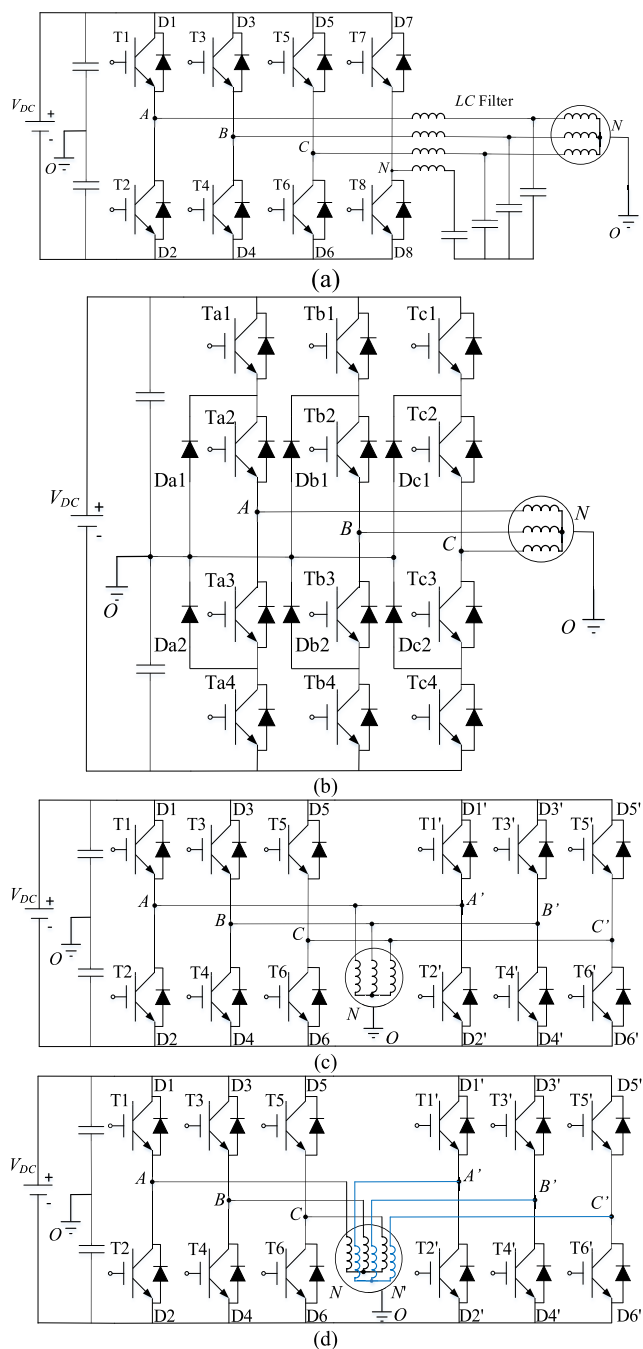 D1 D3 D5 D7
T1 T3 T5 T7
V_DC + - O
A B C N
LC Filter
N
T2 T4 T6 T8
O
D2 D4 D6 D8
(a)
Ta1 Tb1 Tc1
Ta2 Tb2 Tc2
Da1 Db1 Dc1
V_DC + -
A B C N
O
Ta3 Tb3 Tc3
O
Da2 Db2 Dc2
Ta4 Tb4 Tc4
(b)
D1 D3 D5 D1' D3' D5'
T1 T3 T5 T1' T3' T5'
V_DC + - O
A B C A' B' C'
T2 T4 T6 T2' T4' T6'
N O
D2 D4 D6 D2' D4' D6'
(c)
D1 D3 D5 D1' D3' D5'
T1 T3 T5 T1' T3' T5'
V_DC + - O
A B C A' B' C'
T2 T4 T6 T2' T4' T6'
N N' O
D2 D4 D6 D2' D4' D6'
(d)